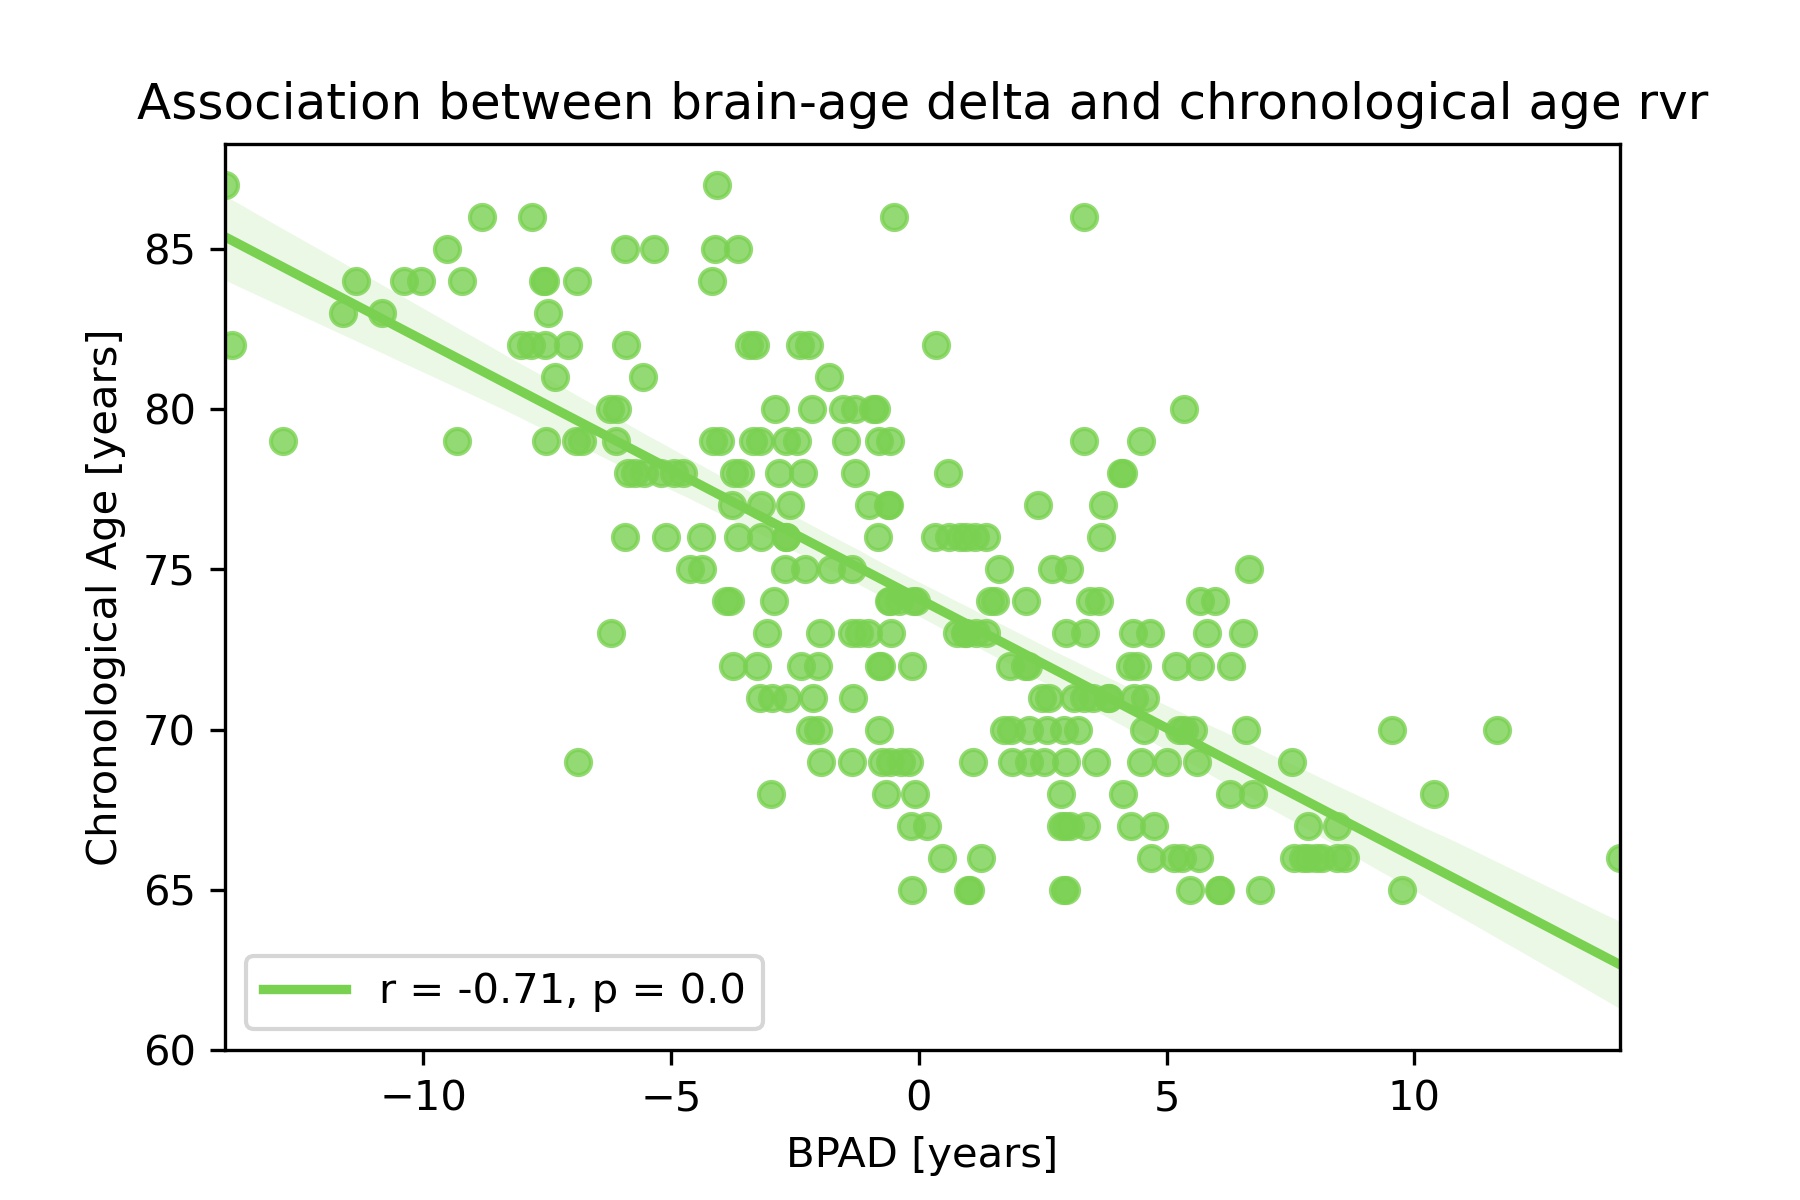 Association between brain-age delta and chronological age rvr
Chronological Age [years]
85
80
75
70
65
60
r = -0.71, p = 0.0
−10
−5
0
5
10
BPAD [years]